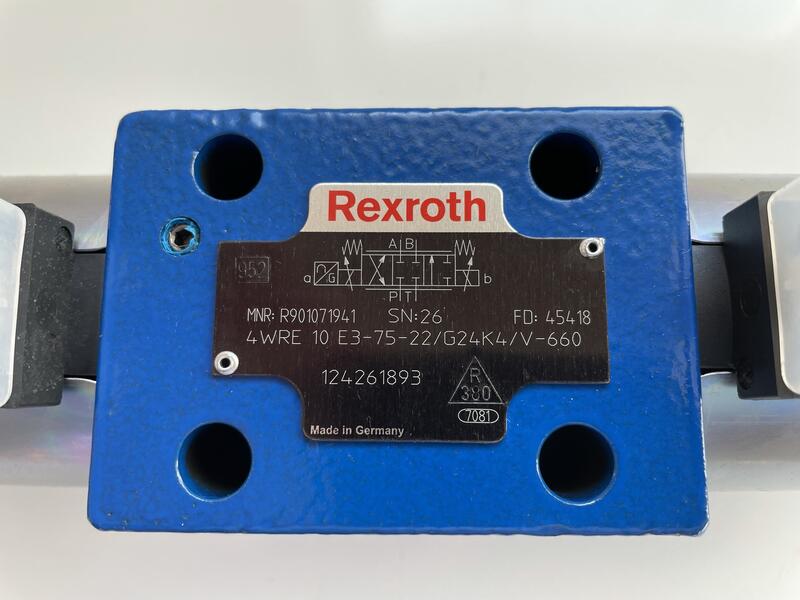 Rexroth
952
A B
a G b
P T
MNR: R901071941 SN:26 FD: 45418
4WRE 10 E3-75-22/G24K4/V-660
124261893
R
380
7081
Made in Germany